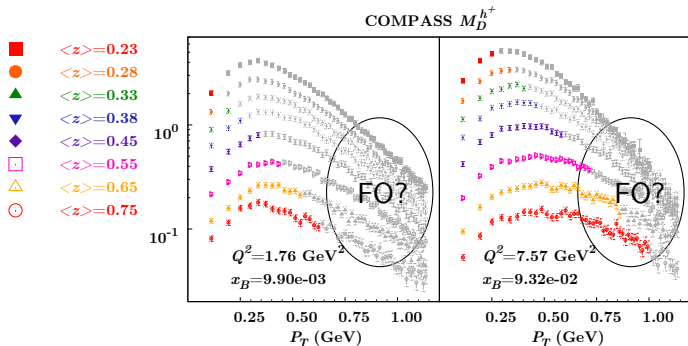 COMPASS $M_D^{h^+}$
<z>=0.23
<z>=0.28
<z>=0.33
<z>=0.38
<z>=0.45
<z>=0.55
<z>=0.65
<z>=0.75
10^0
10^{-1}
FO?
FO?
Q^2=1.76 GeV^2
x_B=9.90e-03
Q^2=7.57 GeV^2
x_B=9.32e-02
0.25 0.50 0.75 1.00
0.25 0.50 0.75 1.00
P_T (GeV)
P_T (GeV)